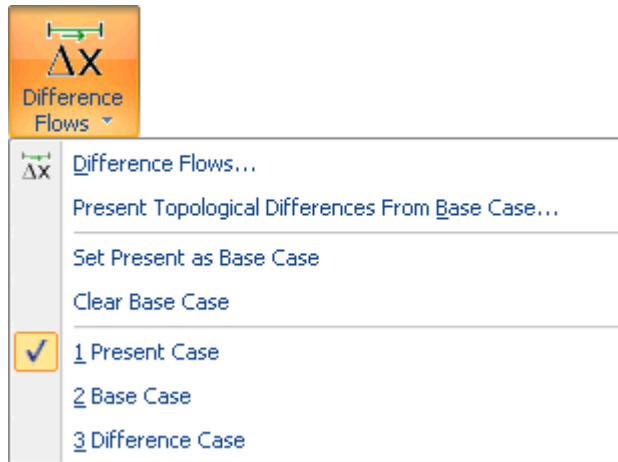 Δx
Difference
Flows
Δx Difference Flows...
Present Topological Differences From Base Case...
Set Present as Base Case
Clear Base Case
1 Present Case
2 Base Case
3 Difference Case